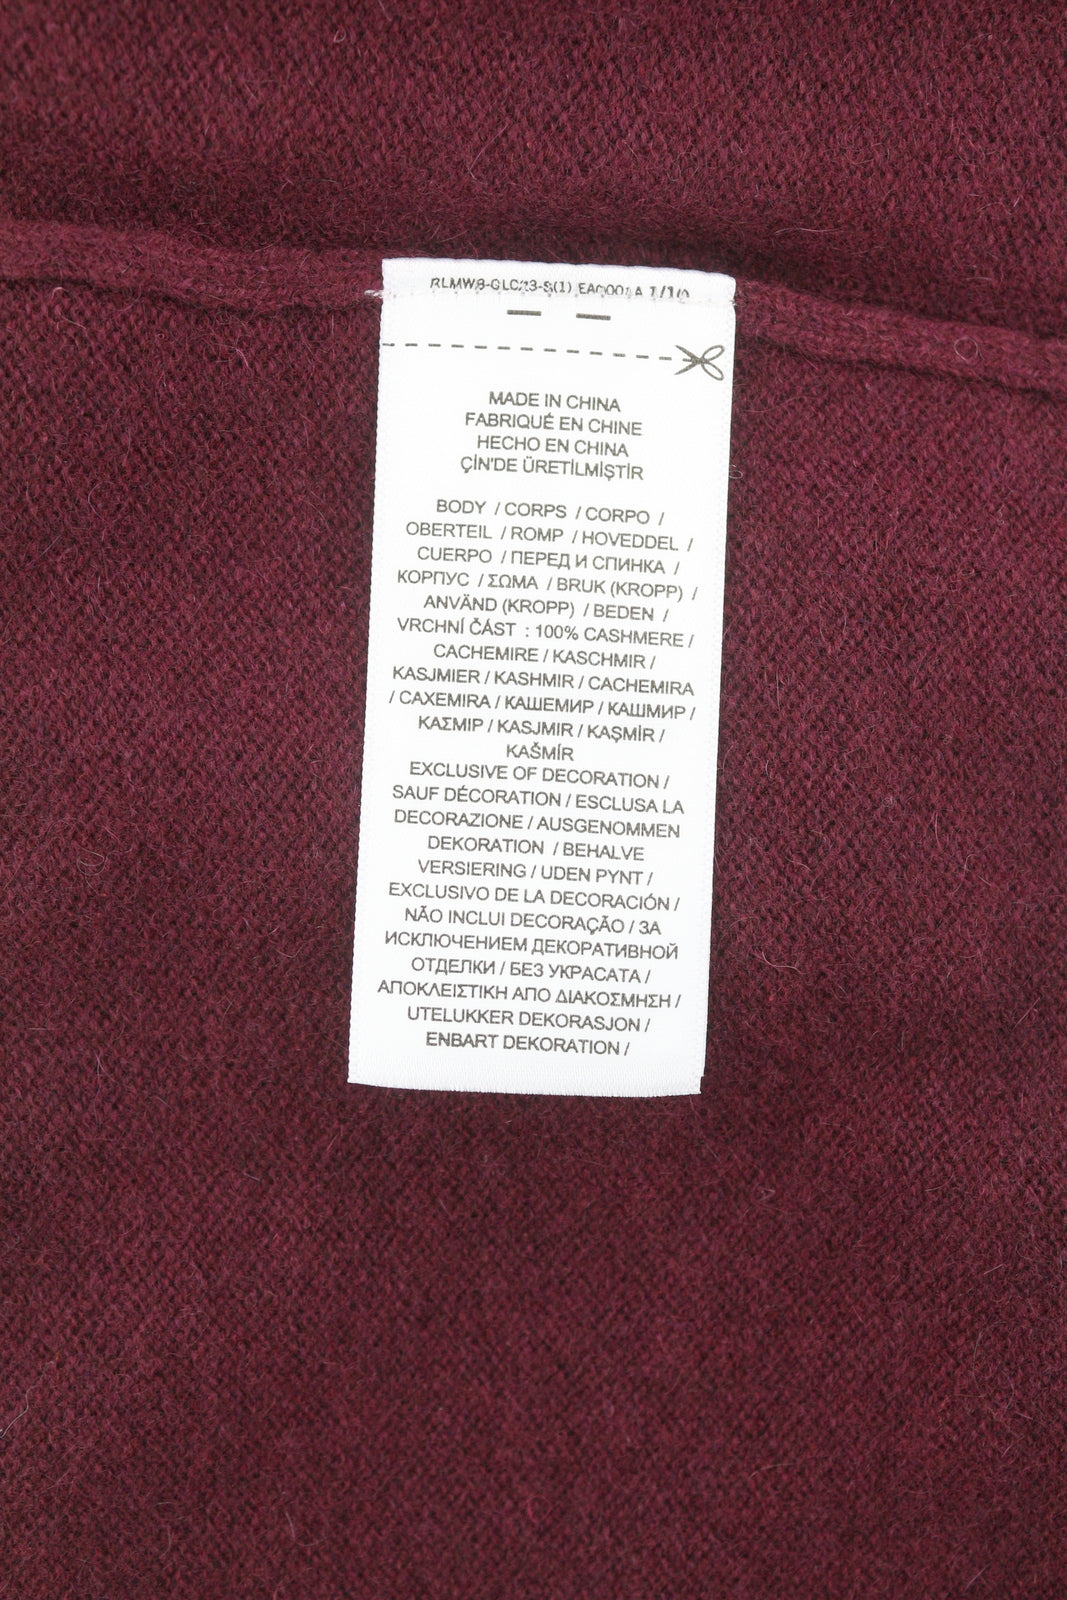 1/10
MADE IN CHINA
FABRIQUÉ EN CHINE
HECHO EN CHINA
ÇİN'DE ÜRETİLMİŞTİR
BODY / CORPS / CORPO /
OBERTEIL / ROMP / HOVEDDEL /
CUERPO / ПЕРЕД И СПИНКА /
КОРПУС / ΣΩΜΑ / BRUK (KROPP) /
ANVÄND (KROPP) / BEDEN /
VRCHNÍ ČÁST : 100% CASHMERE /
CACHEMIRE / KASCHMIR /
KASJMIER / KASHMIR / CACHEMIRA
/ CAXEMIRA / КАШЕМИР / КАШМИР /
ΚΑΣΜΙΡ / KASJMIR / KAŞMİR /
KAŠMÍR
EXCLUSIVE OF DECORATION /
SAUF DÉCORATION / ESCLUSA LA
DECORAZIONE / AUSGENOMMEN
DEKORATION / BEHALVE
VERSIERING / UDEN PYNT /
EXCLUSIVO DE LA DECORACIÓN /
NÃO INCLUI DECORAÇÃO / ЗА
ИСКЛЮЧЕНИЕМ ДЕКОРАТИВНОЙ
ОТДЕЛКИ / БЕЗ УКРАСАТА /
ΑΠΟΚΛΕΙΣΤΙΚΗ ΑΠΟ ΔΙΑΚΟΣΜΗΣΗ /
UTELUKKER DEKORASJON /
ENBART DEKORATION /